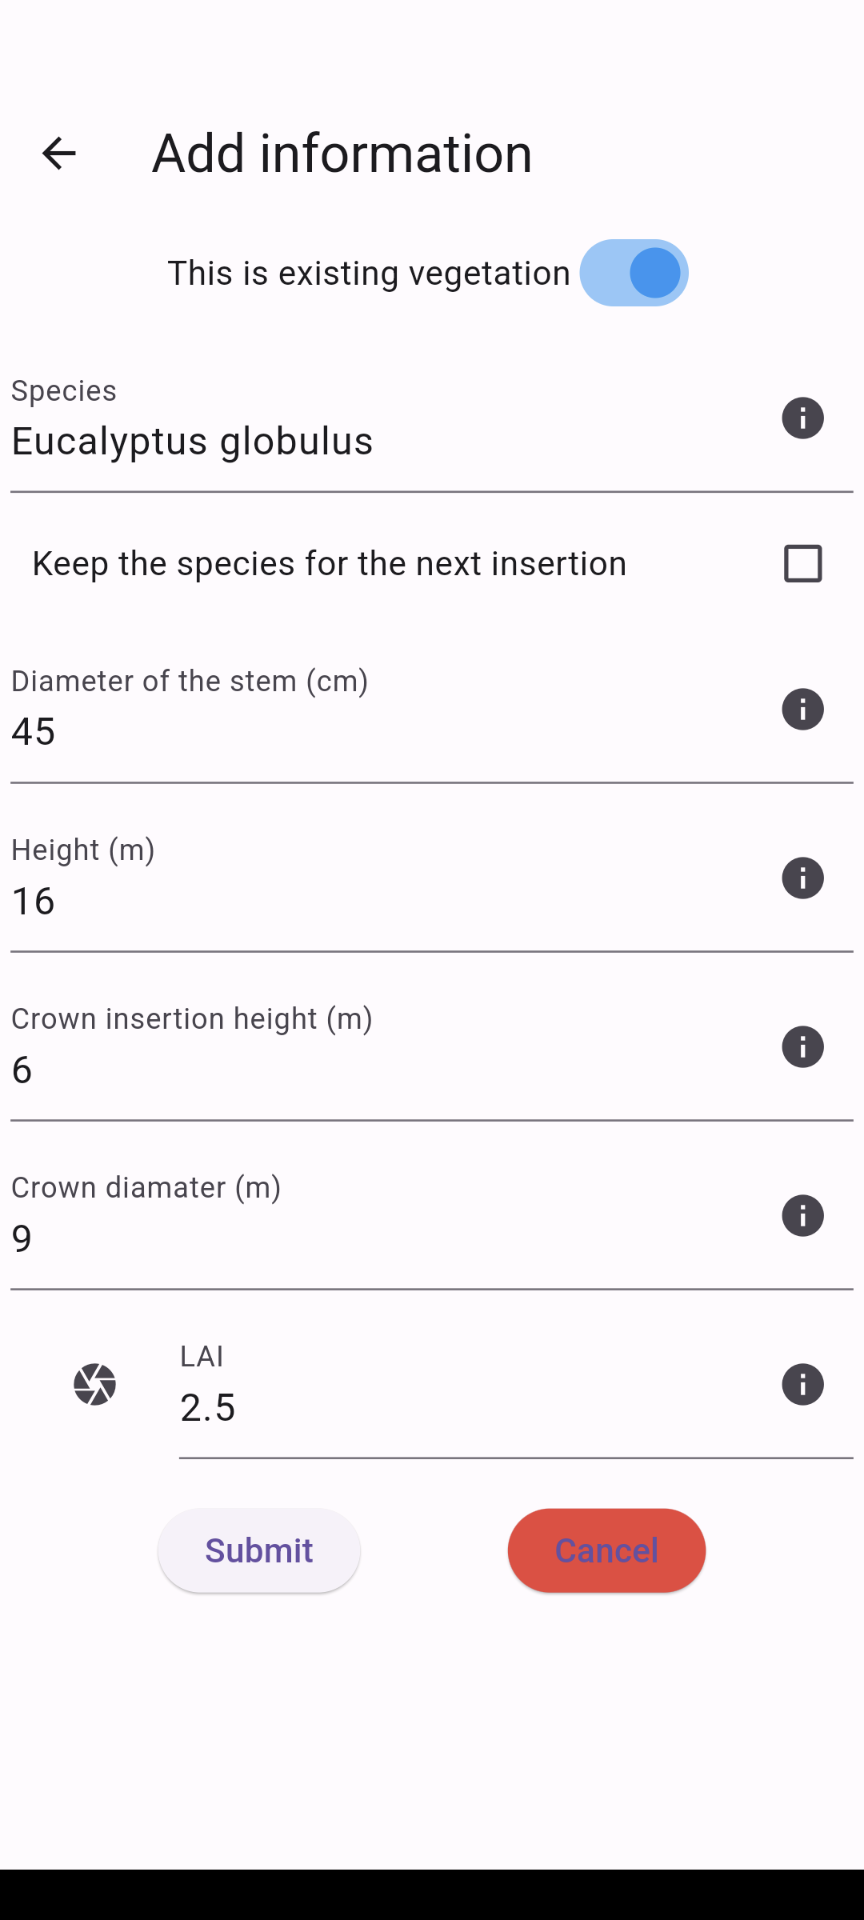 Add information
This is existing vegetation
Species
Eucalyptus globulus
Keep the species for the next insertion
Diameter of the stem (cm)
45
Height (m)
16
Crown insertion height (m)
6
Crown diamater (m)
9
LAI
2.5
Submit
Cancel